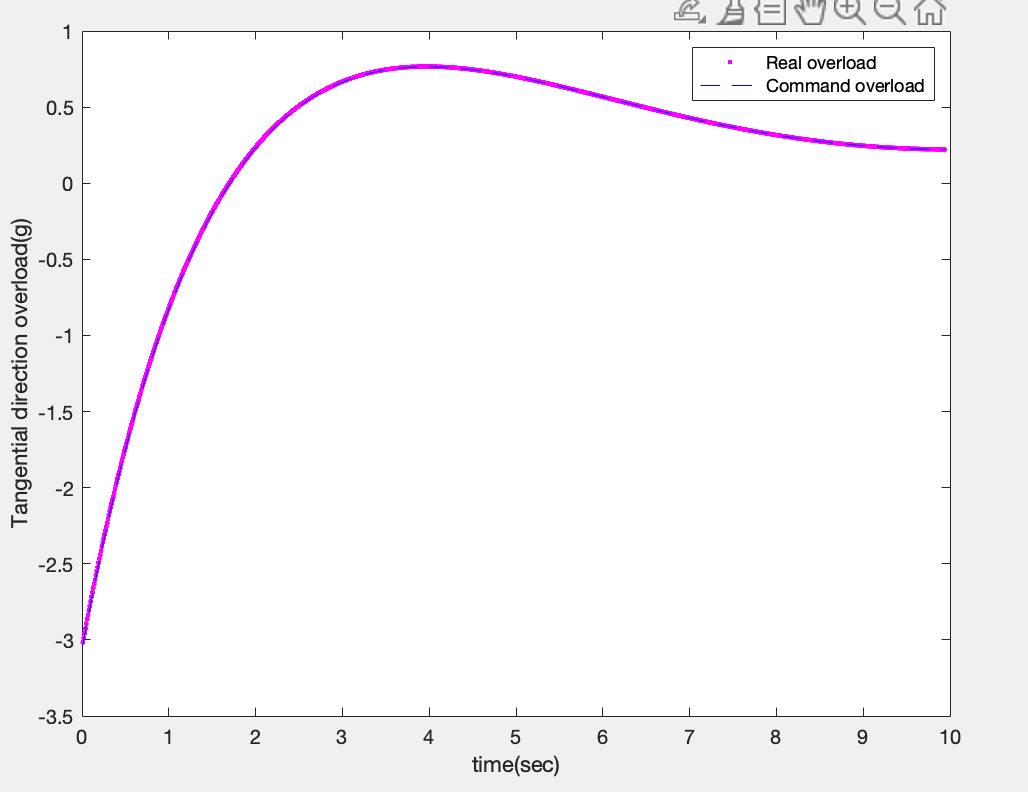 Real overload
Command overload
Tangential direction overload(g)
1
0.5
0
-0.5
-1
-1.5
-2
-2.5
-3
-3.5
0 1 2 3 4 5 6 7 8 9 10
time(sec)